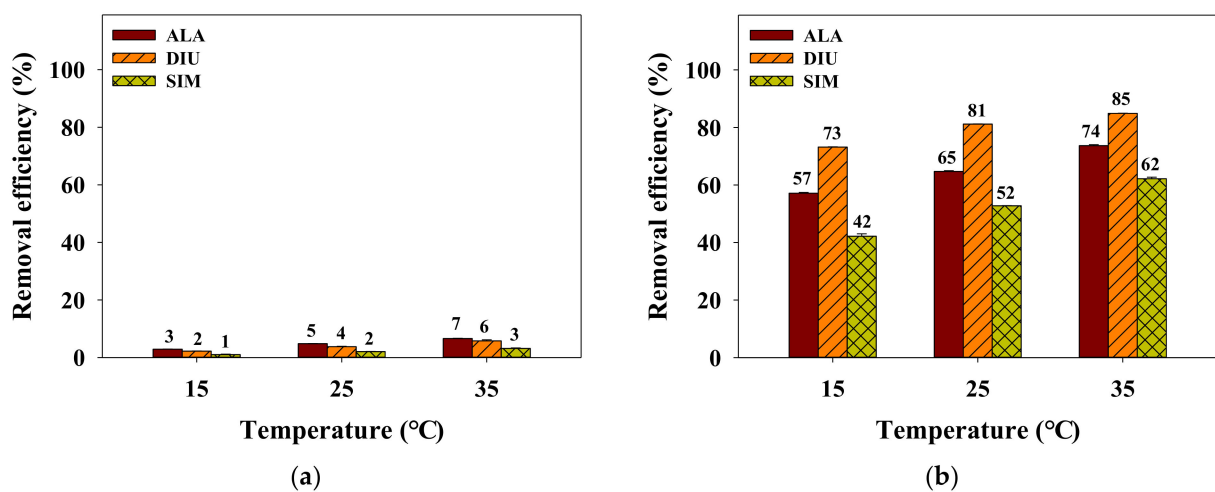 ALA
DIU
SIM
Removal efficiency (%)
100
80
60
40
20
0
3 2 1
5 4 2
7 6 3
15 25 35
Temperature (℃)
(a)
ALA
DIU
SIM
Removal efficiency (%)
100
80
60
40
20
0
57 73 42
65 81 52
74 85 62
15 25 35
Temperature (℃)
(b)